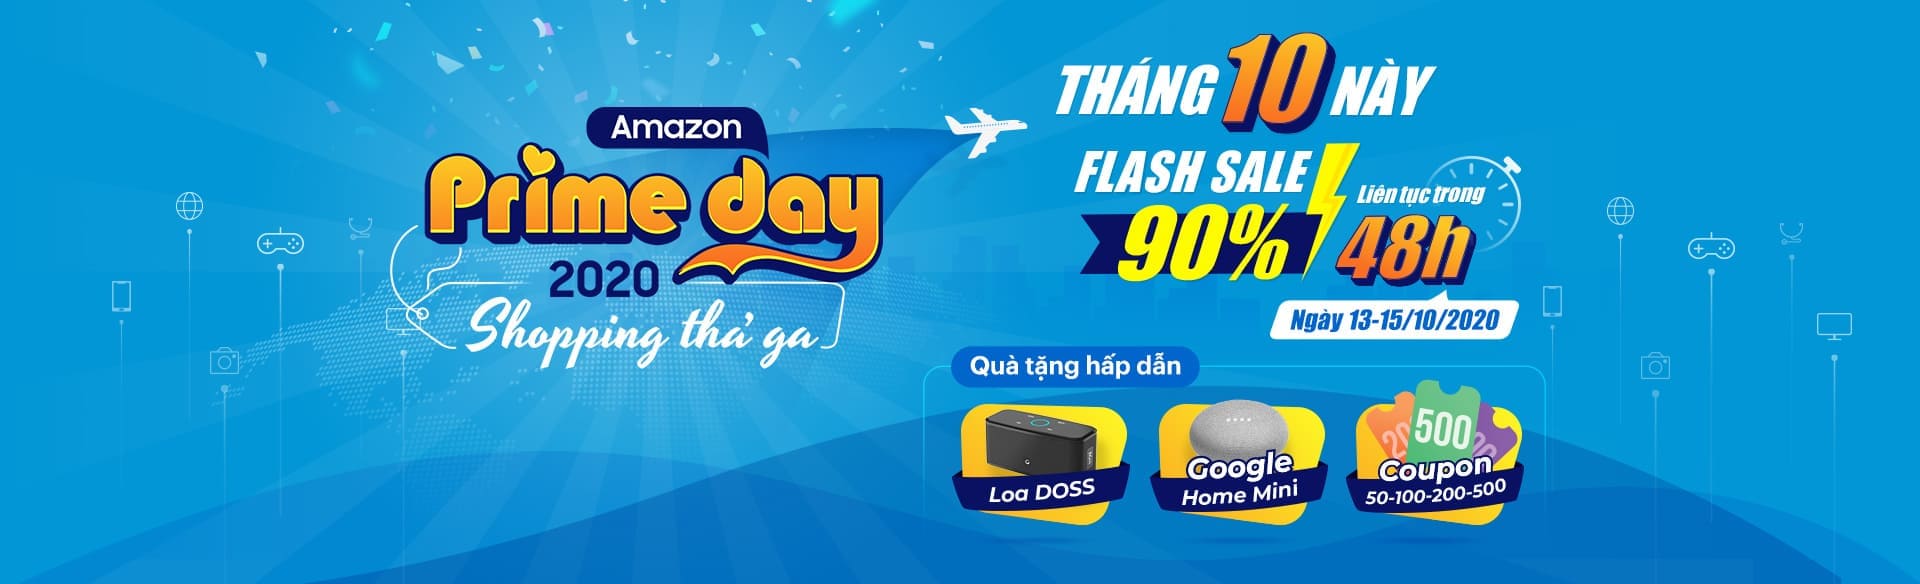 Amazon
Prime day
2020
Shopping thả ga
THÁNG 10 NÀY
FLASH SALE
90%
Liên tục trong
48h
Ngày 13-15/10/2020
Quà tặng hấp dẫn
Loa DOSS
Google
Home Mini
500
Coupon
50-100-200-500